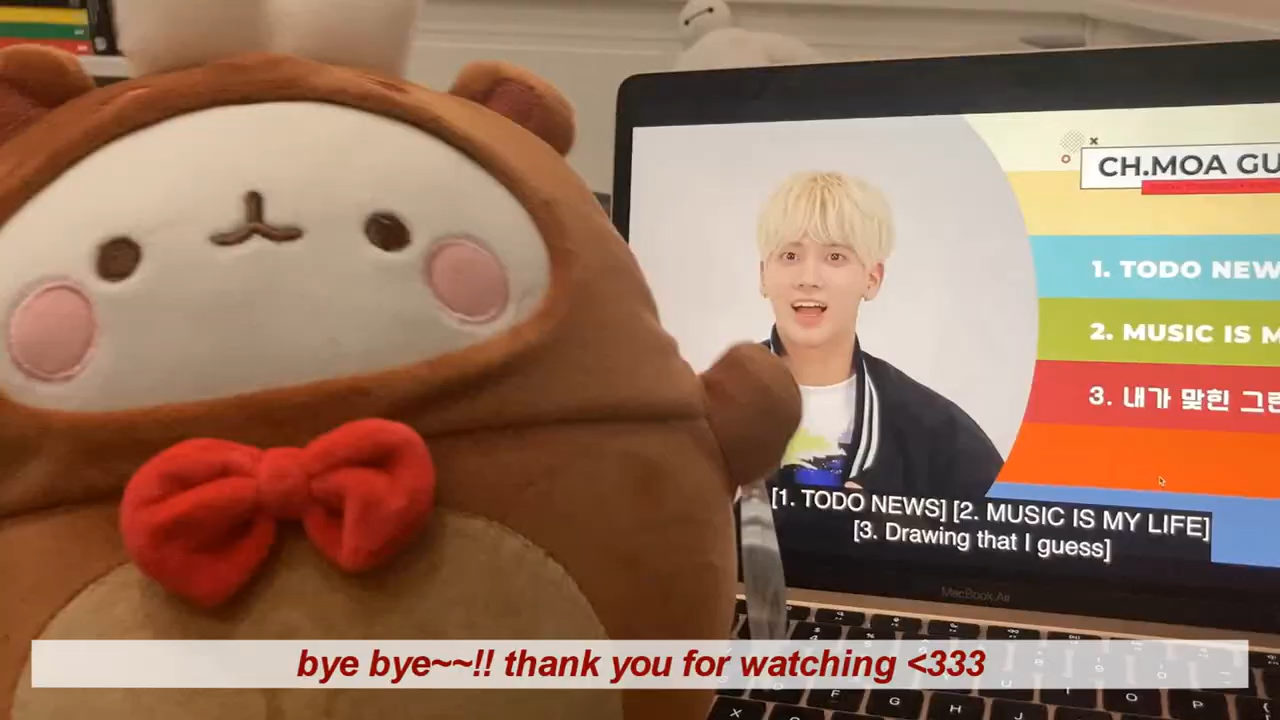 CH.MOA GU
1. TODO NEW
2. MUSIC IS M
3. 내가 맞힌 그린
[1. TODO NEWS] [2. MUSIC IS MY LIFE]
[3. Drawing that I guess]
MacBook Air
bye bye~~!! thank you for watching <333
F G H
X O P